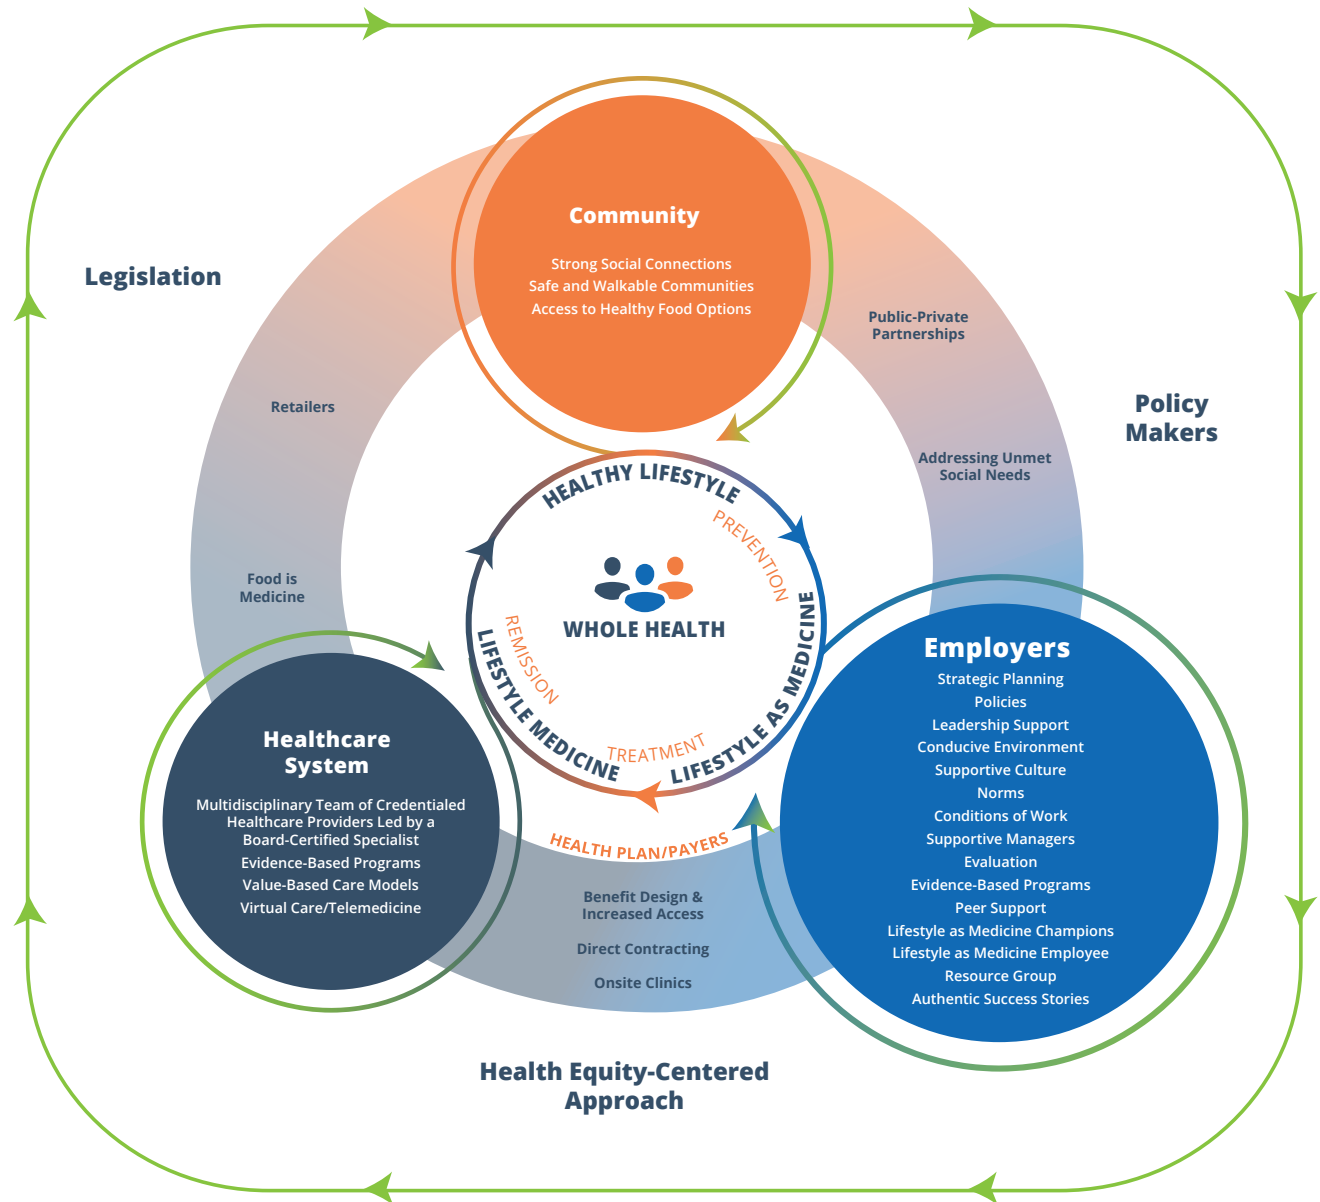 Community
Strong Social Connections
Safe and Walkable Communities
Access to Healthy Food Options
Legislation
Public-Private
Partnerships
Retailers
Policy
Makers
Addressing Unmet
Social Needs
HEALTHY LIFESTYLE
PREVENTION
Food is
Medicine
WHOLE HEALTH
LIFESTYLE AS MEDICINE
REMISSION
LIFESTYLE MEDICINE
TREATMENT
Employers
Strategic Planning
Policies
Leadership Support
Conducive Environment
Supportive Culture
Norms
Conditions of Work
Supportive Managers
Evaluation
Evidence-Based Programs
Peer Support
Lifestyle as Medicine Champions
Lifestyle as Medicine Employee
Resource Group
Authentic Success Stories
Healthcare
System
Multidisciplinary Team of Credentialed
Healthcare Providers Led by a
Board-Certified Specialist
Evidence-Based Programs
Value-Based Care Models
Virtual Care/Telemedicine
HEALTH PLAN/PAYERS
Benefit Design &
Increased Access
Direct Contracting
Onsite Clinics
Health Equity-Centered
Approach